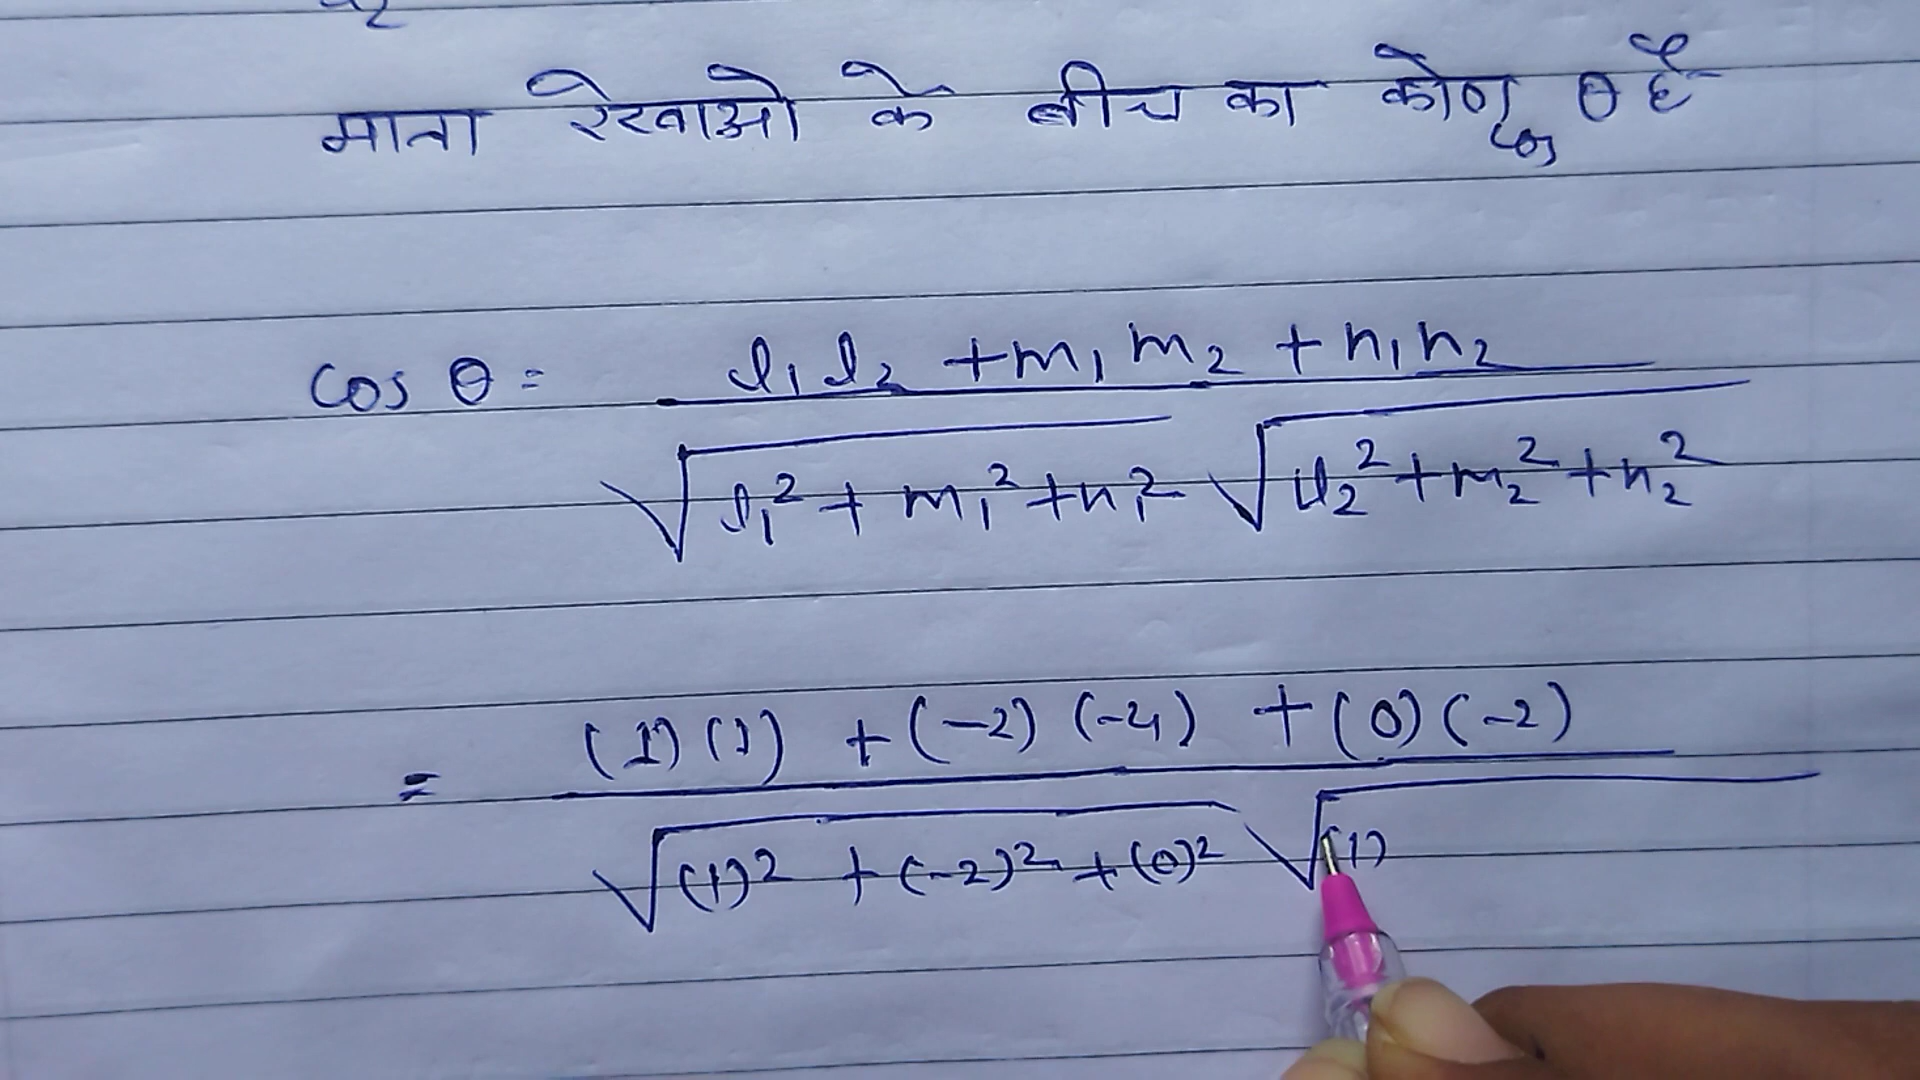 माना रेखाओ के बीच का कोण θ है
cos θ = l₁l₂ + m₁m₂ + n₁n₂
√l₁² + m₁² + n₁² √l₂² + m₂² + n₂²
= (1)(1) + (-2)(-4) + (0)(-2)
√(1)² + (-2)² + (0)² √(1)